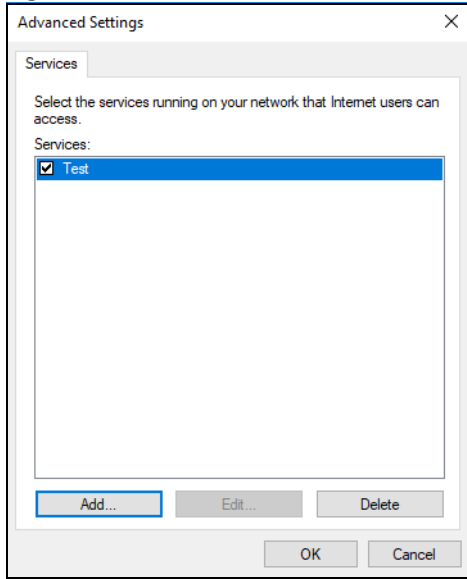 Advanced Settings
Services
Select the services running on your network that Internet users can
access.
Services:
Test
Add...
Edit...
Delete
OK
Cancel